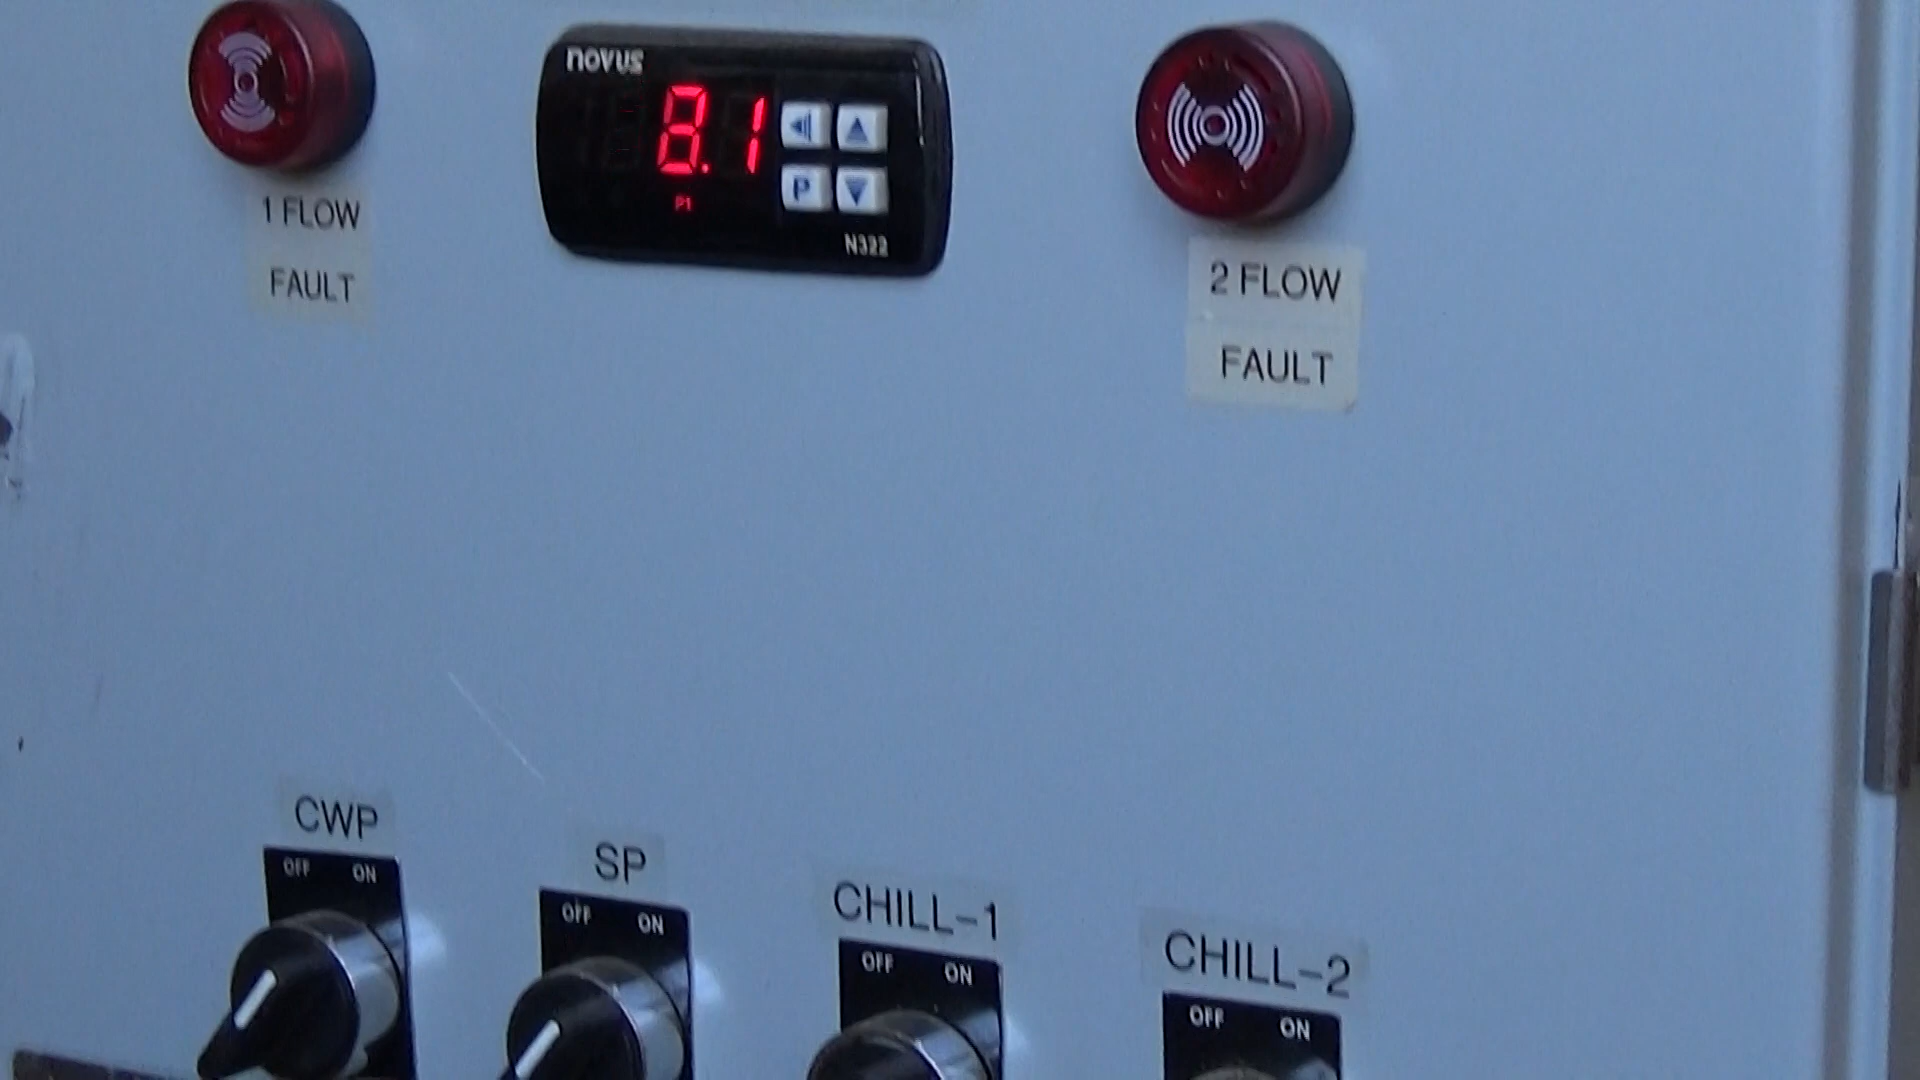 novus
8.1
P1
P
N322
1 FLOW
FAULT
2 FLOW
FAULT
CWP
OFF ON
SP
OFF ON
CHILL-1
OFF ON
CHILL-2
OFF ON